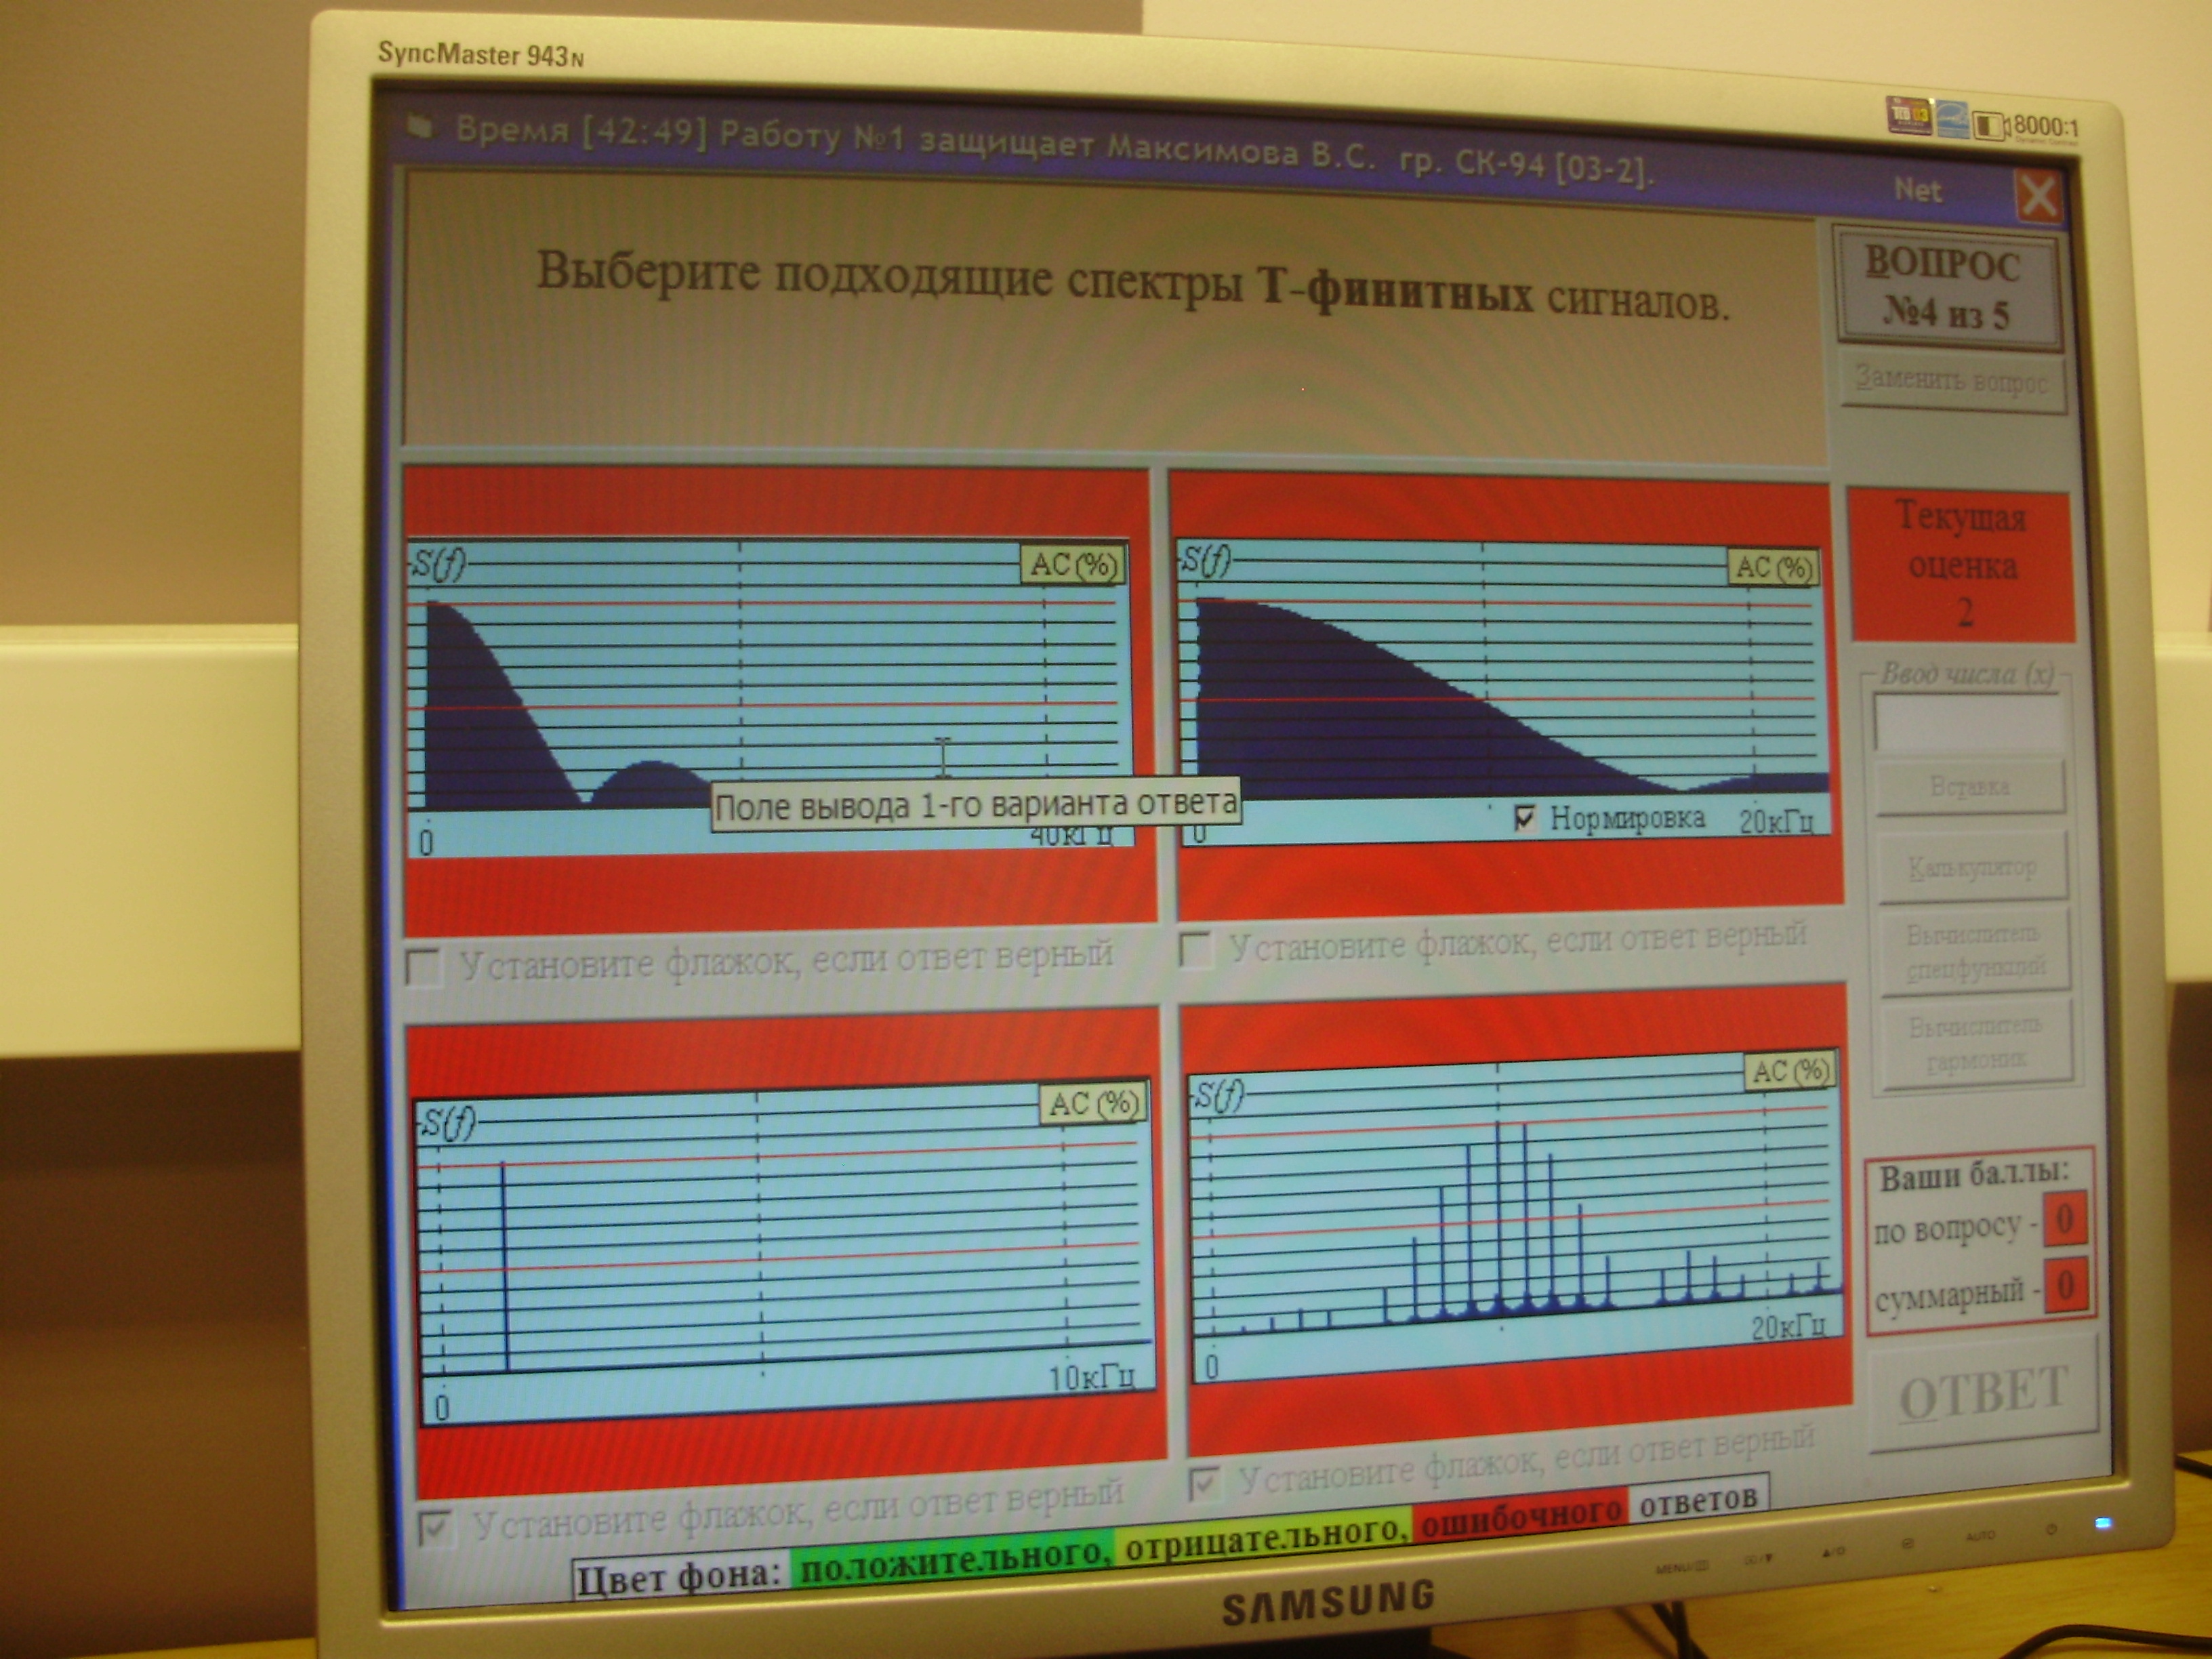 SyncMaster 943N
8000:1
Время [42:49] Работу №1 защищает Максимова В.С. гр. СК-94 [03-2].
Net
Выберите подходящие спектры Т-финитных сигналов.
ВОПРОС
№4 из 5
Заменить вопрос
S(f)
AC (%)
0
40кГц
Поле вывода 1-го варианта ответа
S(f)
AC (%)
0
Нормировка
20кГц
Текущая
оценка
2
Ввод числа (x)
Вставка
Калькулятор
Вычислитель
спецфункций
Вычислитель
гармоник
Установите флажок, если ответ верный
Установите флажок, если ответ верный
S(f)
AC (%)
0
10кГц
S(f)
AC (%)
0
20кГц
Ваши баллы:
по вопросу - 0
суммарный - 0
ОТВЕТ
Установите флажок, если ответ верный
Установите флажок, если ответ верный
Цвет фона: положительного, отрицательного, ошибочного ответов
SAMSUNG
MENU
AUTO